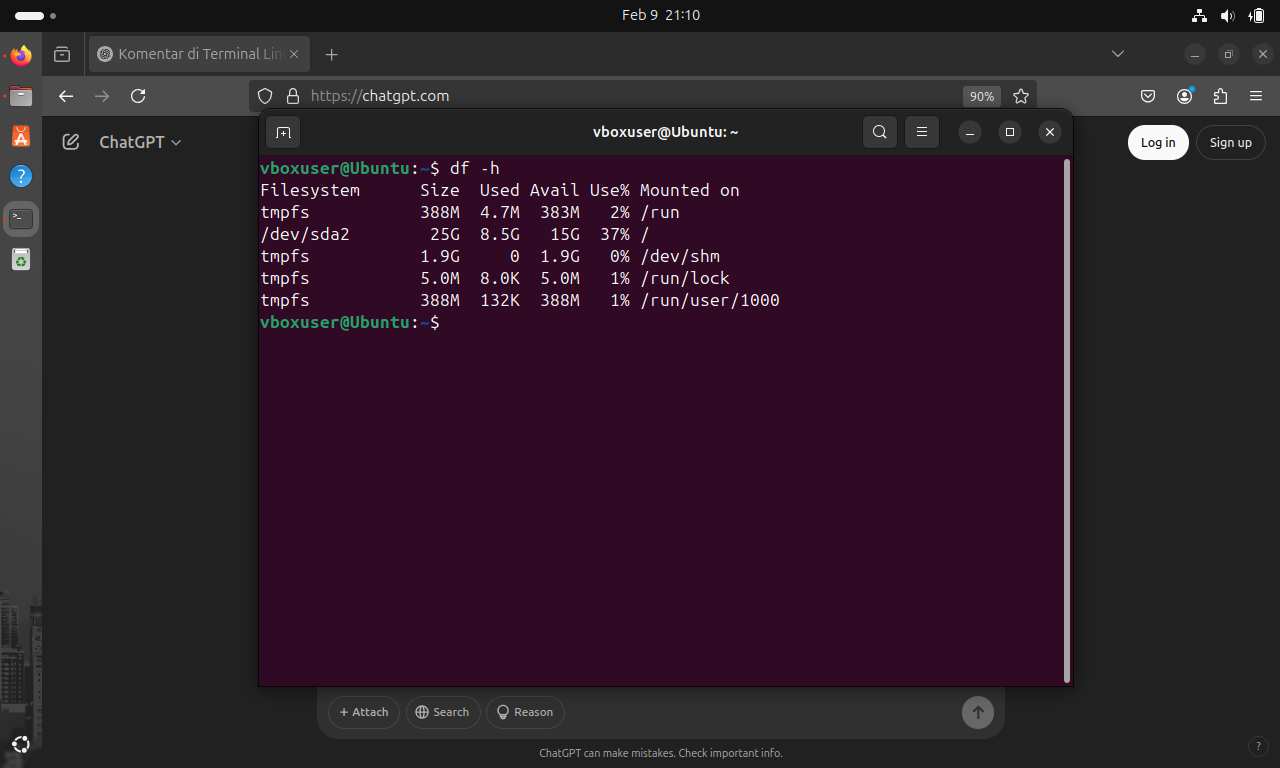 Feb 9 21:10
Komentar di Terminal Lin
https://chatgpt.com
90%
ChatGPT
Log in
Sign up
vboxuser@Ubuntu: ~
vboxuser@Ubuntu:~$ df -h
Filesystem Size Used Avail Use% Mounted on
tmpfs 388M 4.7M 383M 2% /run
/dev/sda2 25G 8.5G 15G 37% /
tmpfs 1.9G 0 1.9G 0% /dev/shm
tmpfs 5.0M 8.0K 5.0M 1% /run/lock
tmpfs 388M 132K 388M 1% /run/user/1000
vboxuser@Ubuntu:~$
+ Attach
Search
Reason
ChatGPT can make mistakes. Check important info.
?